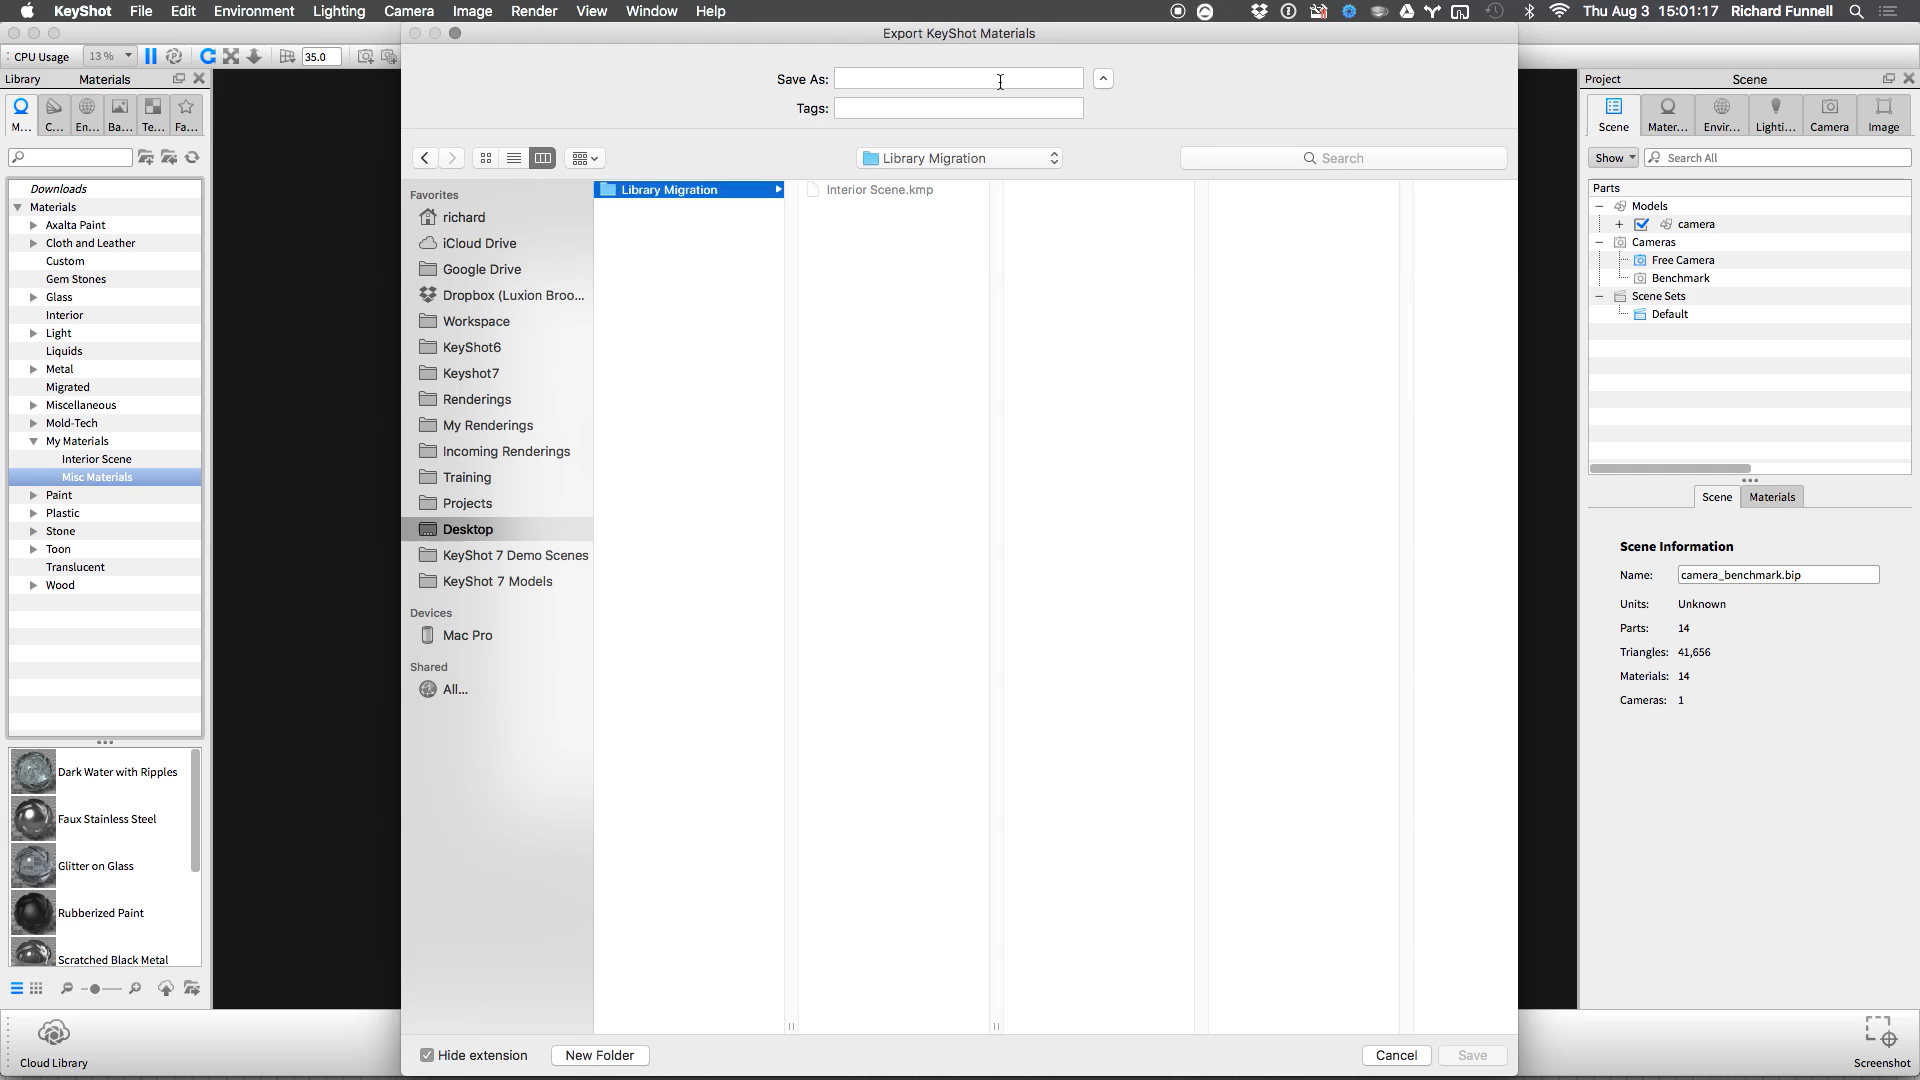 KeyShot File Edit Environment Lighting Camera Image Render View Window Help Thu Aug 3 15:01:17 Richard Funnell
Export KeyShot Materials
CPU Usage 13 % 35.0
Library Materials
M... C... En... Ba... Te... Fa...
Downloads
Materials
Axalta Paint
Cloth and Leather
Custom
Gem Stones
Glass
Interior
Light
Liquids
Metal
Migrated
Miscellaneous
Mold-Tech
My Materials
Interior Scene
Misc Materials
Paint
Plastic
Stone
Toon
Translucent
Wood
Dark Water with Ripples
Faux Stainless Steel
Glitter on Glass
Rubberized Paint
Scratched Black Metal
Cloud Library
Save As:
Tags:
Library Migration
Search
Favorites
richard
iCloud Drive
Google Drive
Dropbox (Luxion Broo...
Workspace
KeyShot6
Keyshot7
Renderings
My Renderings
Incoming Renderings
Training
Projects
Desktop
KeyShot 7 Demo Scenes
KeyShot 7 Models
Devices
Mac Pro
Shared
All...
Library Migration
Interior Scene.kmp
Hide extension
New Folder
Cancel
Save
Project Scene
Scene Mater... Envir... Lighti... Camera Image
Show Search All
Parts
Models
camera
Cameras
Free Camera
Benchmark
Scene Sets
Default
Scene Materials
Scene Information
Name: camera_benchmark.bip
Units: Unknown
Parts: 14
Triangles: 41,656
Materials: 14
Cameras: 1
Screenshot